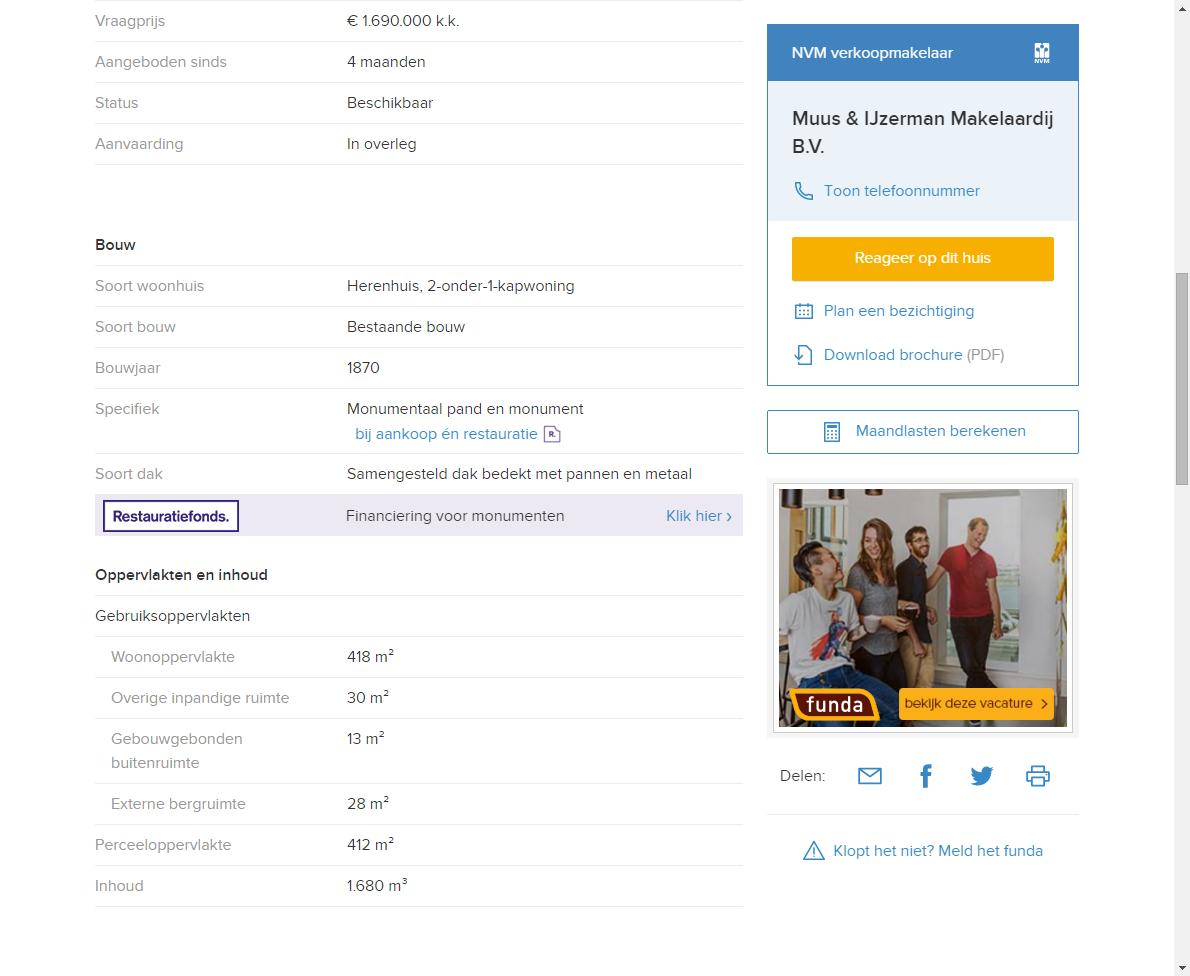 Vraagprijs € 1.690.000 k.k.
Aangeboden sinds 4 maanden
Status Beschikbaar
Aanvaarding In overleg
Bouw
Soort woonhuis Herenhuis, 2-onder-1-kapwoning
Soort bouw Bestaande bouw
Bouwjaar 1870
Specifiek Monumentaal pand en monument
bij aankoop én restauratie R.
Soort dak Samengesteld dak bedekt met pannen en metaal
Restauratiefonds. Financiering voor monumenten Klik hier ›
Oppervlakten en inhoud
Gebruiksoppervlakten
Woonoppervlakte 418 m²
Overige inpandige ruimte 30 m²
Gebouwgebonden 13 m²
buitenruimte
Externe bergruimte 28 m²
Perceeloppervlakte 412 m²
Inhoud 1.680 m³
NVM verkoopmakelaar NVM
Muus & IJzerman Makelaardij
B.V.
Toon telefoonnummer
Reageer op dit huis
Plan een bezichtiging
Download brochure (PDF)
Maandlasten berekenen
funda bekijk deze vacature >
Delen:
Klopt het niet? Meld het funda